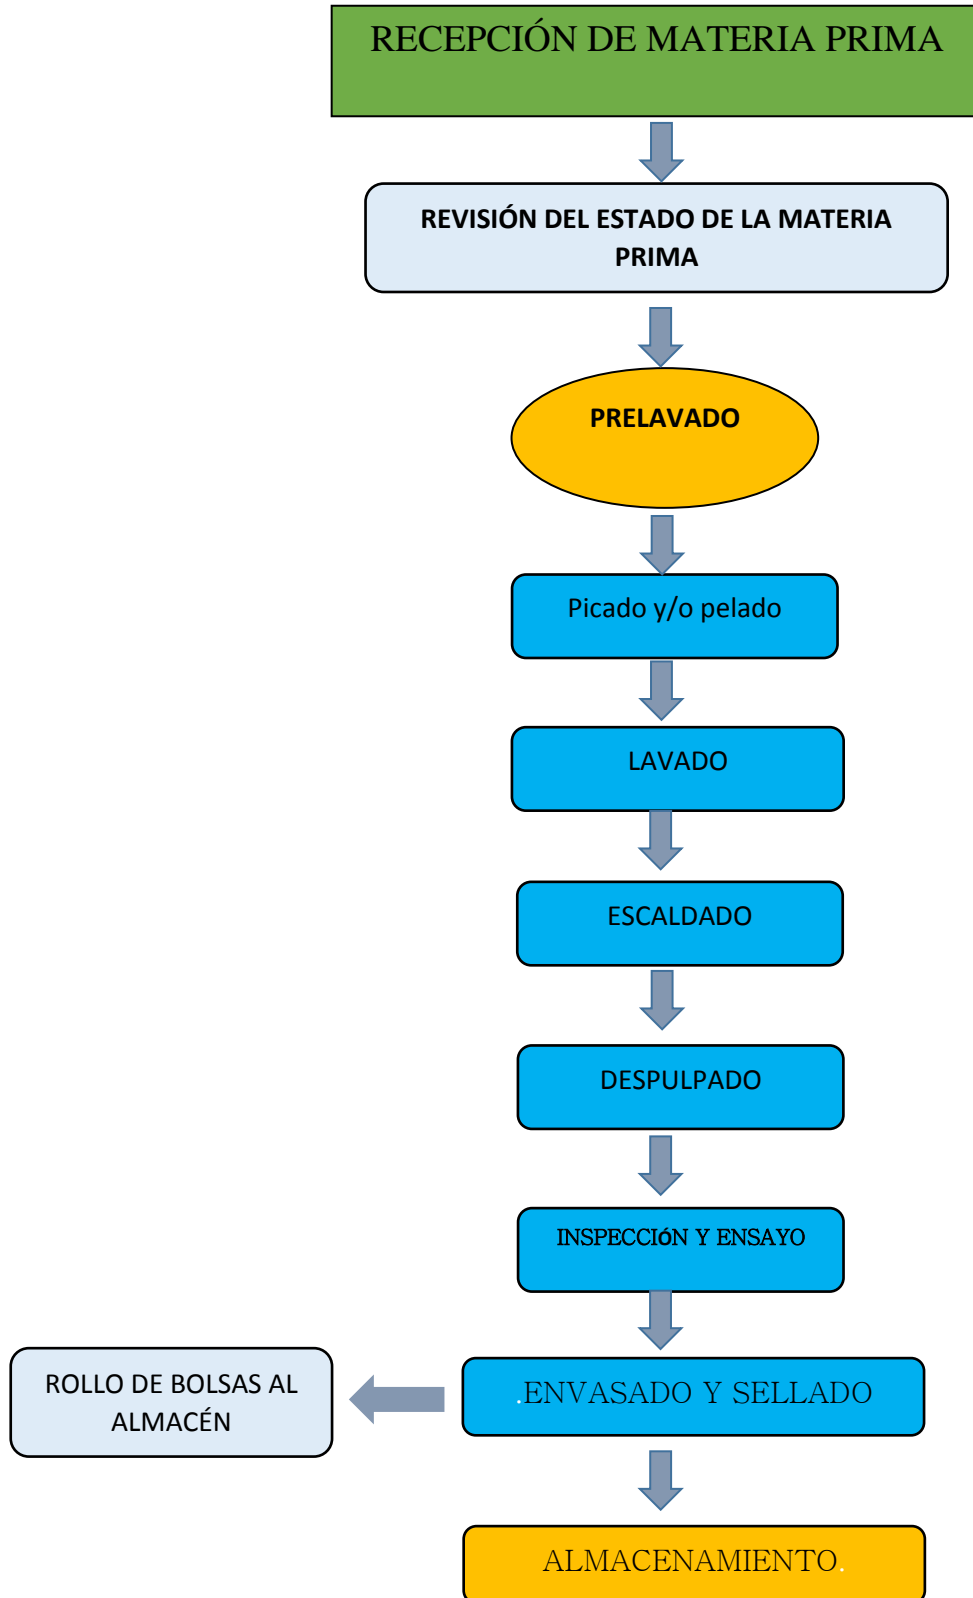 RECEPCIÓN DE MATERIA PRIMA
REVISIÓN DEL ESTADO DE LA MATERIA
PRIMA
PRELAVADO
Picado y/o pelado
LAVADO
ESCALDADO
DESPULPADO
INSPECCIóN Y ENSAYO
ROLLO DE BOLSAS AL
ALMACÉN
.ENVASADO Y SELLADO
ALMACENAMIENTO.